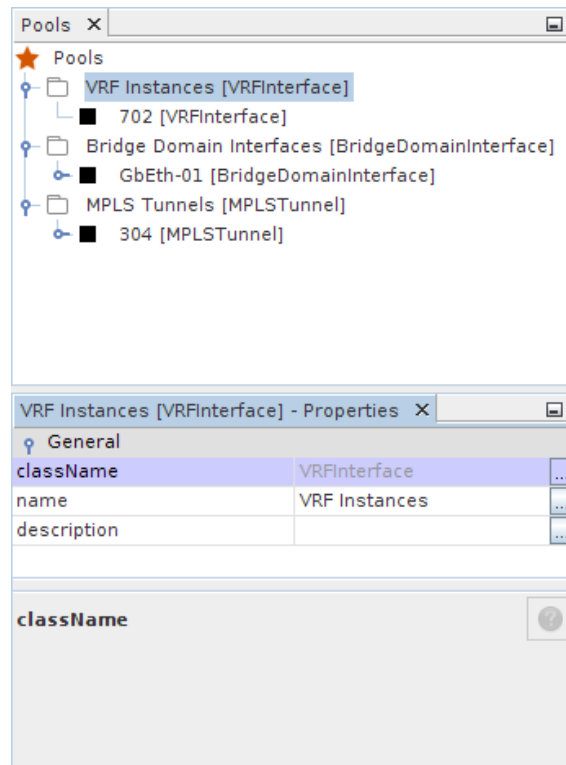 Pools
Pools
VRF Instances [VRFInterface]
702 [VRFInterface]
Bridge Domain Interfaces [BridgeDomainInterface]
GbEth-01 [BridgeDomainInterface]
MPLS Tunnels [MPLSTunnel]
304 [MPLSTunnel]
VRF Instances [VRFInterface] - Properties
General
className VRFInterface ...
name VRF Instances ...
description ...
className
?